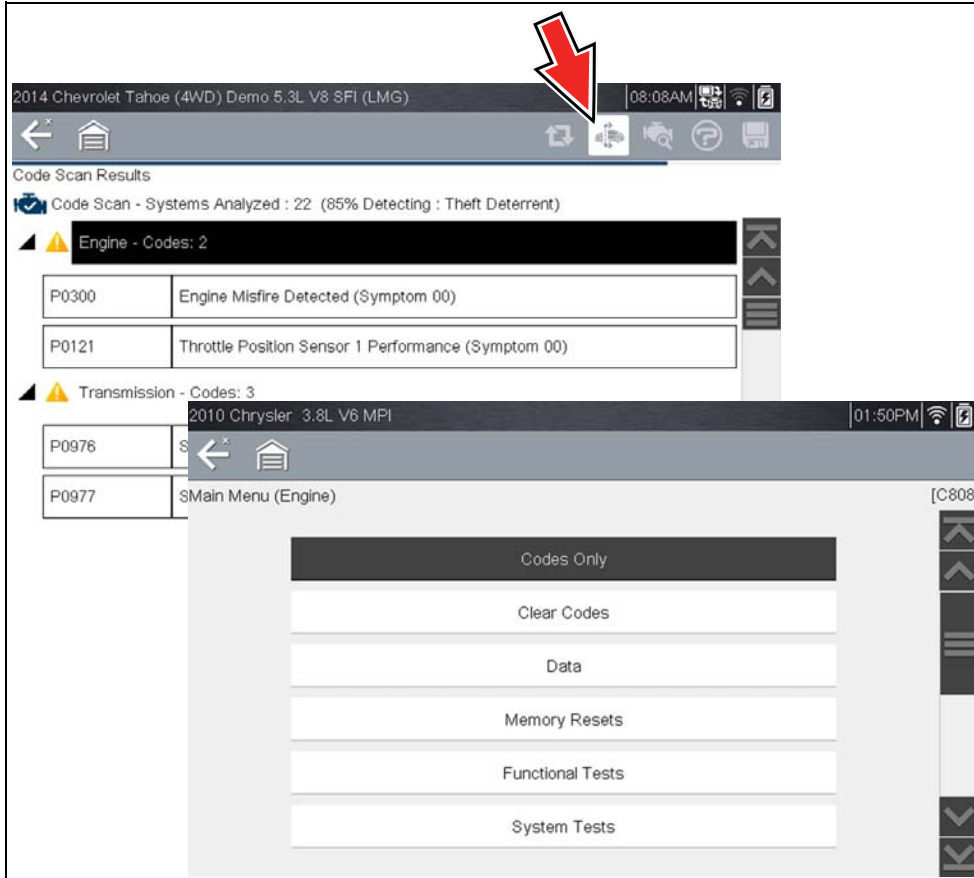 2014 Chevrolet Tahoe (4WD) Demo 5.3L V8 SFI (LMG) 08:08AM
Code Scan Results
Code Scan - Systems Analyzed : 22 (85% Detecting : Theft Deterrent)
Engine - Codes: 2
P0300 Engine Misfire Detected (Symptom 00)
P0121 Throttle Position Sensor 1 Performance (Symptom 00)
Transmission - Codes: 3
P0976 S
P0977 S
2010 Chrysler 3.8L V6 MPI 01:50PM
Main Menu (Engine) [C808
Codes Only
Clear Codes
Data
Memory Resets
Functional Tests
System Tests